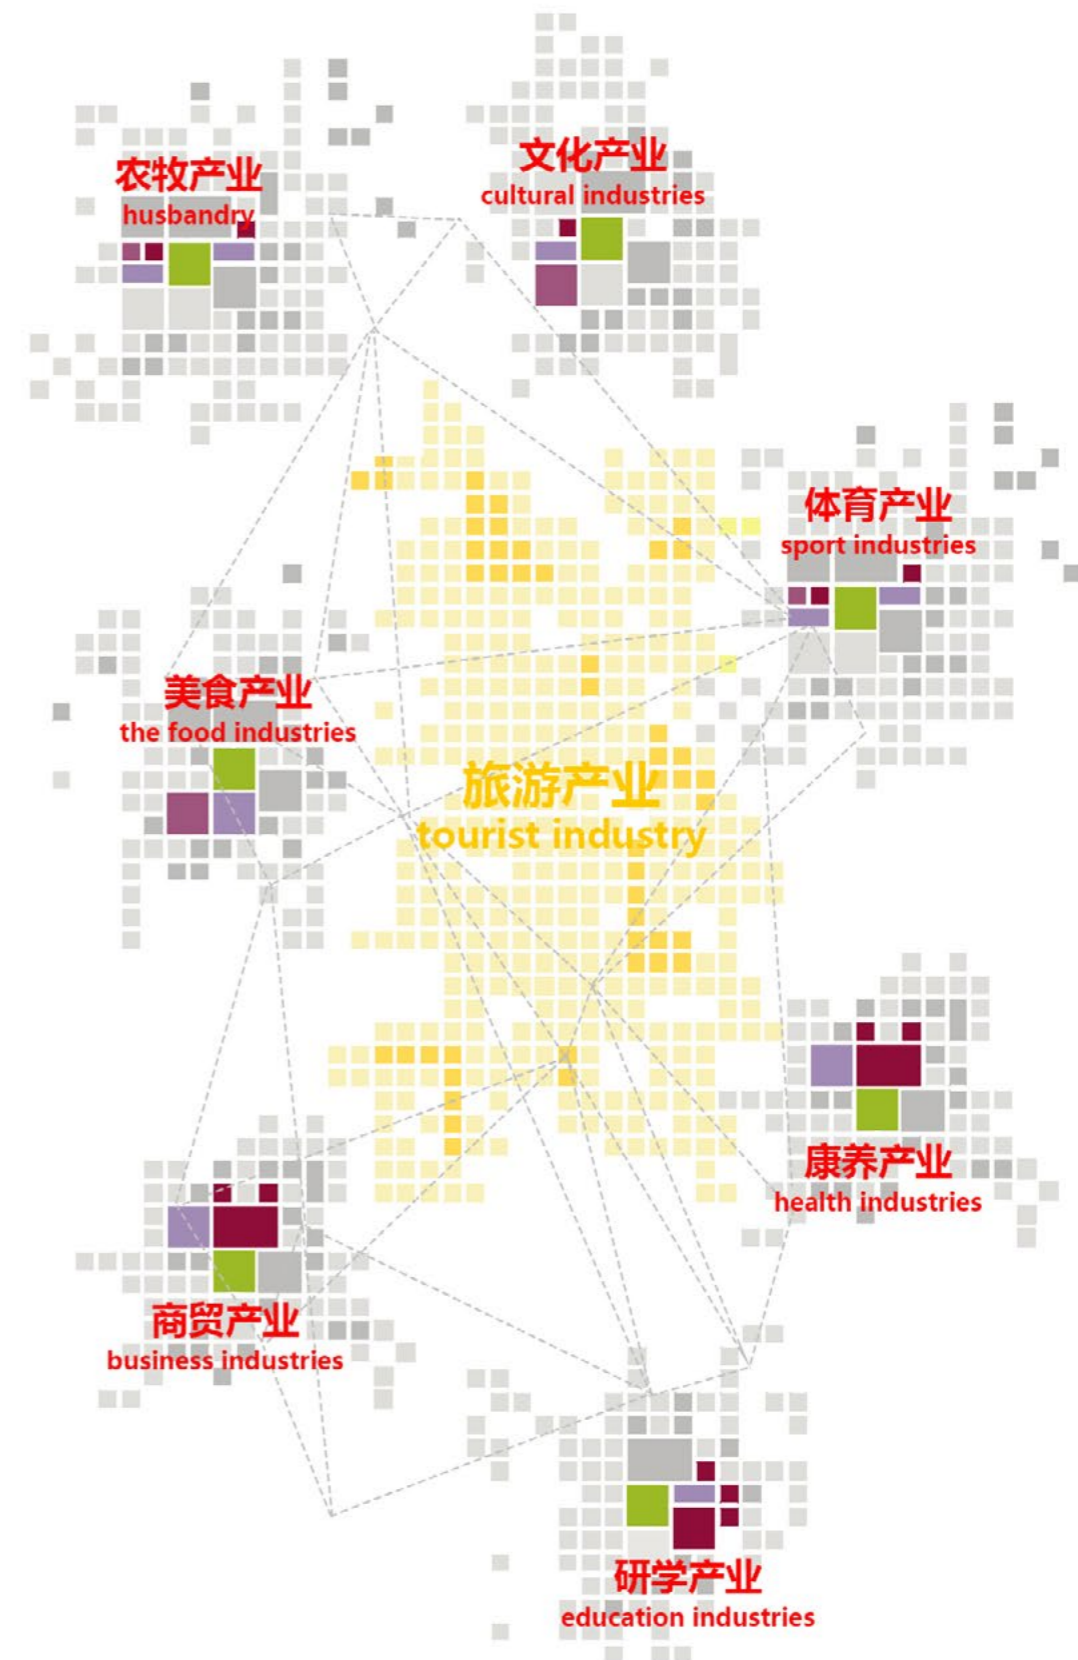 农牧产业
husbandry
文化产业
cultural industries
体育产业
sport industries
美食产业
the food industries
旅游产业
tourist industry
康养产业
health industries
商贸产业
business industries
研学产业
education industries